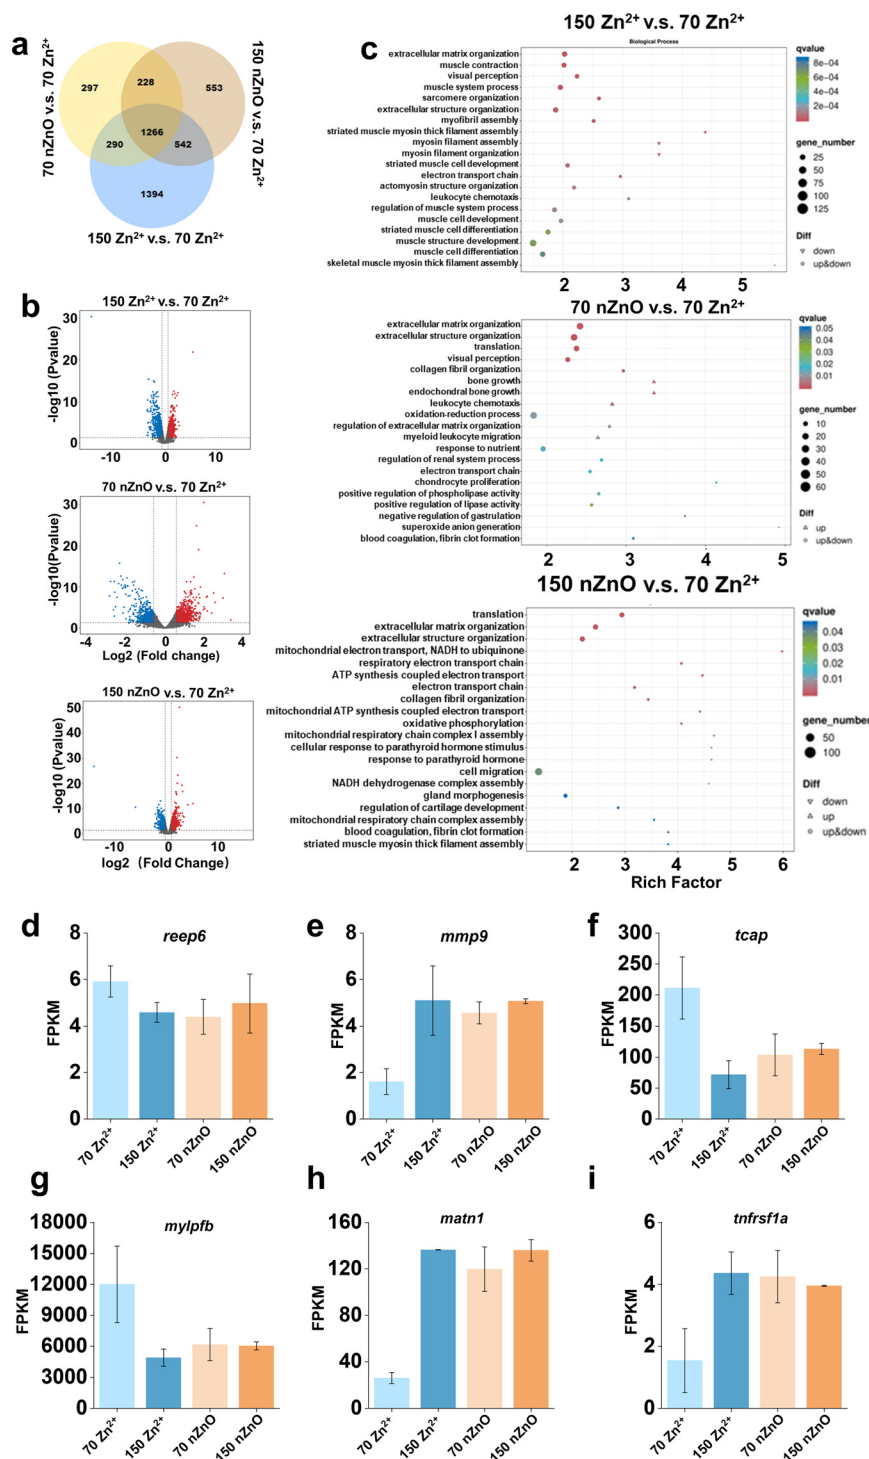 a
70 nZnO v.s. 70 Zn²⁺
150 nZnO v.s. 70 Zn²⁺
297
228
553
1266
290
542
1394
150 Zn²⁺ v.s. 70 Zn²⁺
b
150 Zn²⁺ v.s. 70 Zn²⁺
-log10 (Pvalue)
30
20
10
0
-10
0
10
70 nZnO v.s. 70 Zn²⁺
-log10(Pvalue)
30
20
10
0
-4
-2
0
2
4
Log2 (Fold change)
150 nZnO v.s. 70 Zn²⁺
-log10 (Pvalue)
50
40
30
20
10
0
-10
0
10
log2 (Fold Change)
c
150 Zn²⁺ v.s. 70 Zn²⁺
Biological Process
extracellular matrix organization
muscle contraction
visual perception
muscle system process
sarcomere organization
extracellular structure organization
myofibril assembly
striated muscle myosin thick filament assembly
myosin filament assembly
myosin filament organization
striated muscle cell development
electron transport chain
actomyosin structure organization
leukocyte chemotaxis
regulation of muscle system process
muscle cell development
striated muscle cell differentiation
muscle structure development
muscle cell differentiation
skeletal muscle myosin thick filament assembly
2
3
4
5
qvalue
8e-04
6e-04
4e-04
2e-04
gene_number
25
50
75
100
125
Diff
down
up&down
70 nZnO v.s. 70 Zn²⁺
extracellular matrix organization
extracellular structure organization
translation
visual perception
collagen fibril organization
bone growth
endochondral bone growth
leukocyte chemotaxis
oxidation-reduction process
regulation of extracellular matrix organization
myeloid leukocyte migration
response to nutrient
regulation of renal system process
electron transport chain
chondrocyte proliferation
positive regulation of phospholipase activity
positive regulation of lipase activity
negative regulation of gastrulation
superoxide anion generation
blood coagulation, fibrin clot formation
2
3
4
5
qvalue
0.05
0.04
0.03
0.02
0.01
gene_number
10
20
30
40
50
60
Diff
up
up&down
150 nZnO v.s. 70 Zn²⁺
translation
extracellular matrix organization
extracellular structure organization
mitochondrial electron transport, NADH to ubiquinone
respiratory electron transport chain
ATP synthesis coupled electron transport
electron transport chain
collagen fibril organization
mitochondrial ATP synthesis coupled electron transport
oxidative phosphorylation
mitochondrial respiratory chain complex I assembly
cellular response to parathyroid hormone stimulus
response to parathyroid hormone
cell migration
NADH dehydrogenase complex assembly
gland morphogenesis
regulation of cartilage development
mitochondrial respiratory chain complex assembly
blood coagulation, fibrin clot formation
striated muscle myosin thick filament assembly
2
3
4
5
6
Rich Factor
qvalue
0.04
0.03
0.02
0.01
gene_number
50
100
Diff
down
up
up&down
d
reep6
FPKM
8
6
4
2
0
70 Zn²⁺
150 Zn²⁺
70 nZnO
150 nZnO
e
mmp9
FPKM
8
6
4
2
0
70 Zn²⁺
150 Zn²⁺
70 nZnO
150 nZnO
f
tcap
FPKM
300
250
200
150
100
50
0
70 Zn²⁺
150 Zn²⁺
70 nZnO
150 nZnO
g
mylpfb
FPKM
18000
15000
12000
9000
6000
3000
0
70 Zn²⁺
150 Zn²⁺
70 nZnO
150 nZnO
h
matn1
FPKM
160
120
80
40
0
70 Zn²⁺
150 Zn²⁺
70 nZnO
150 nZnO
i
tnfrsf1a
FPKM
6
4
2
0
70 Zn²⁺
150 Zn²⁺
70 nZnO
150 nZnO